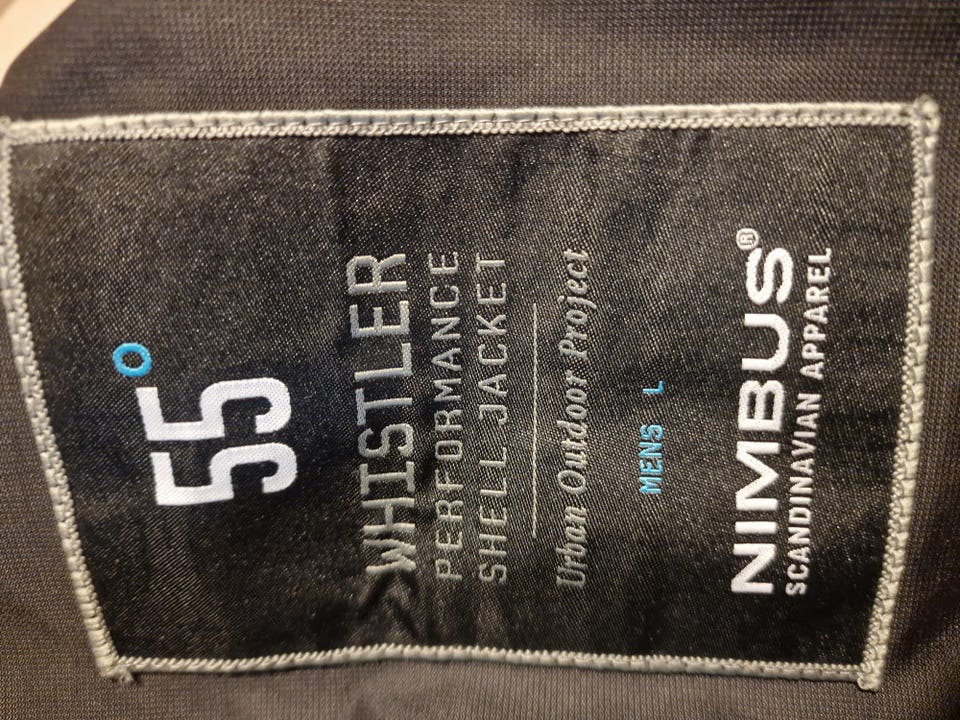 55°
WHISTLER
PERFORMANCE
SHELL JACKET
Urban Outdoor Project
MENS L
NIMBUS®
SCANDINAVIAN APPAREL